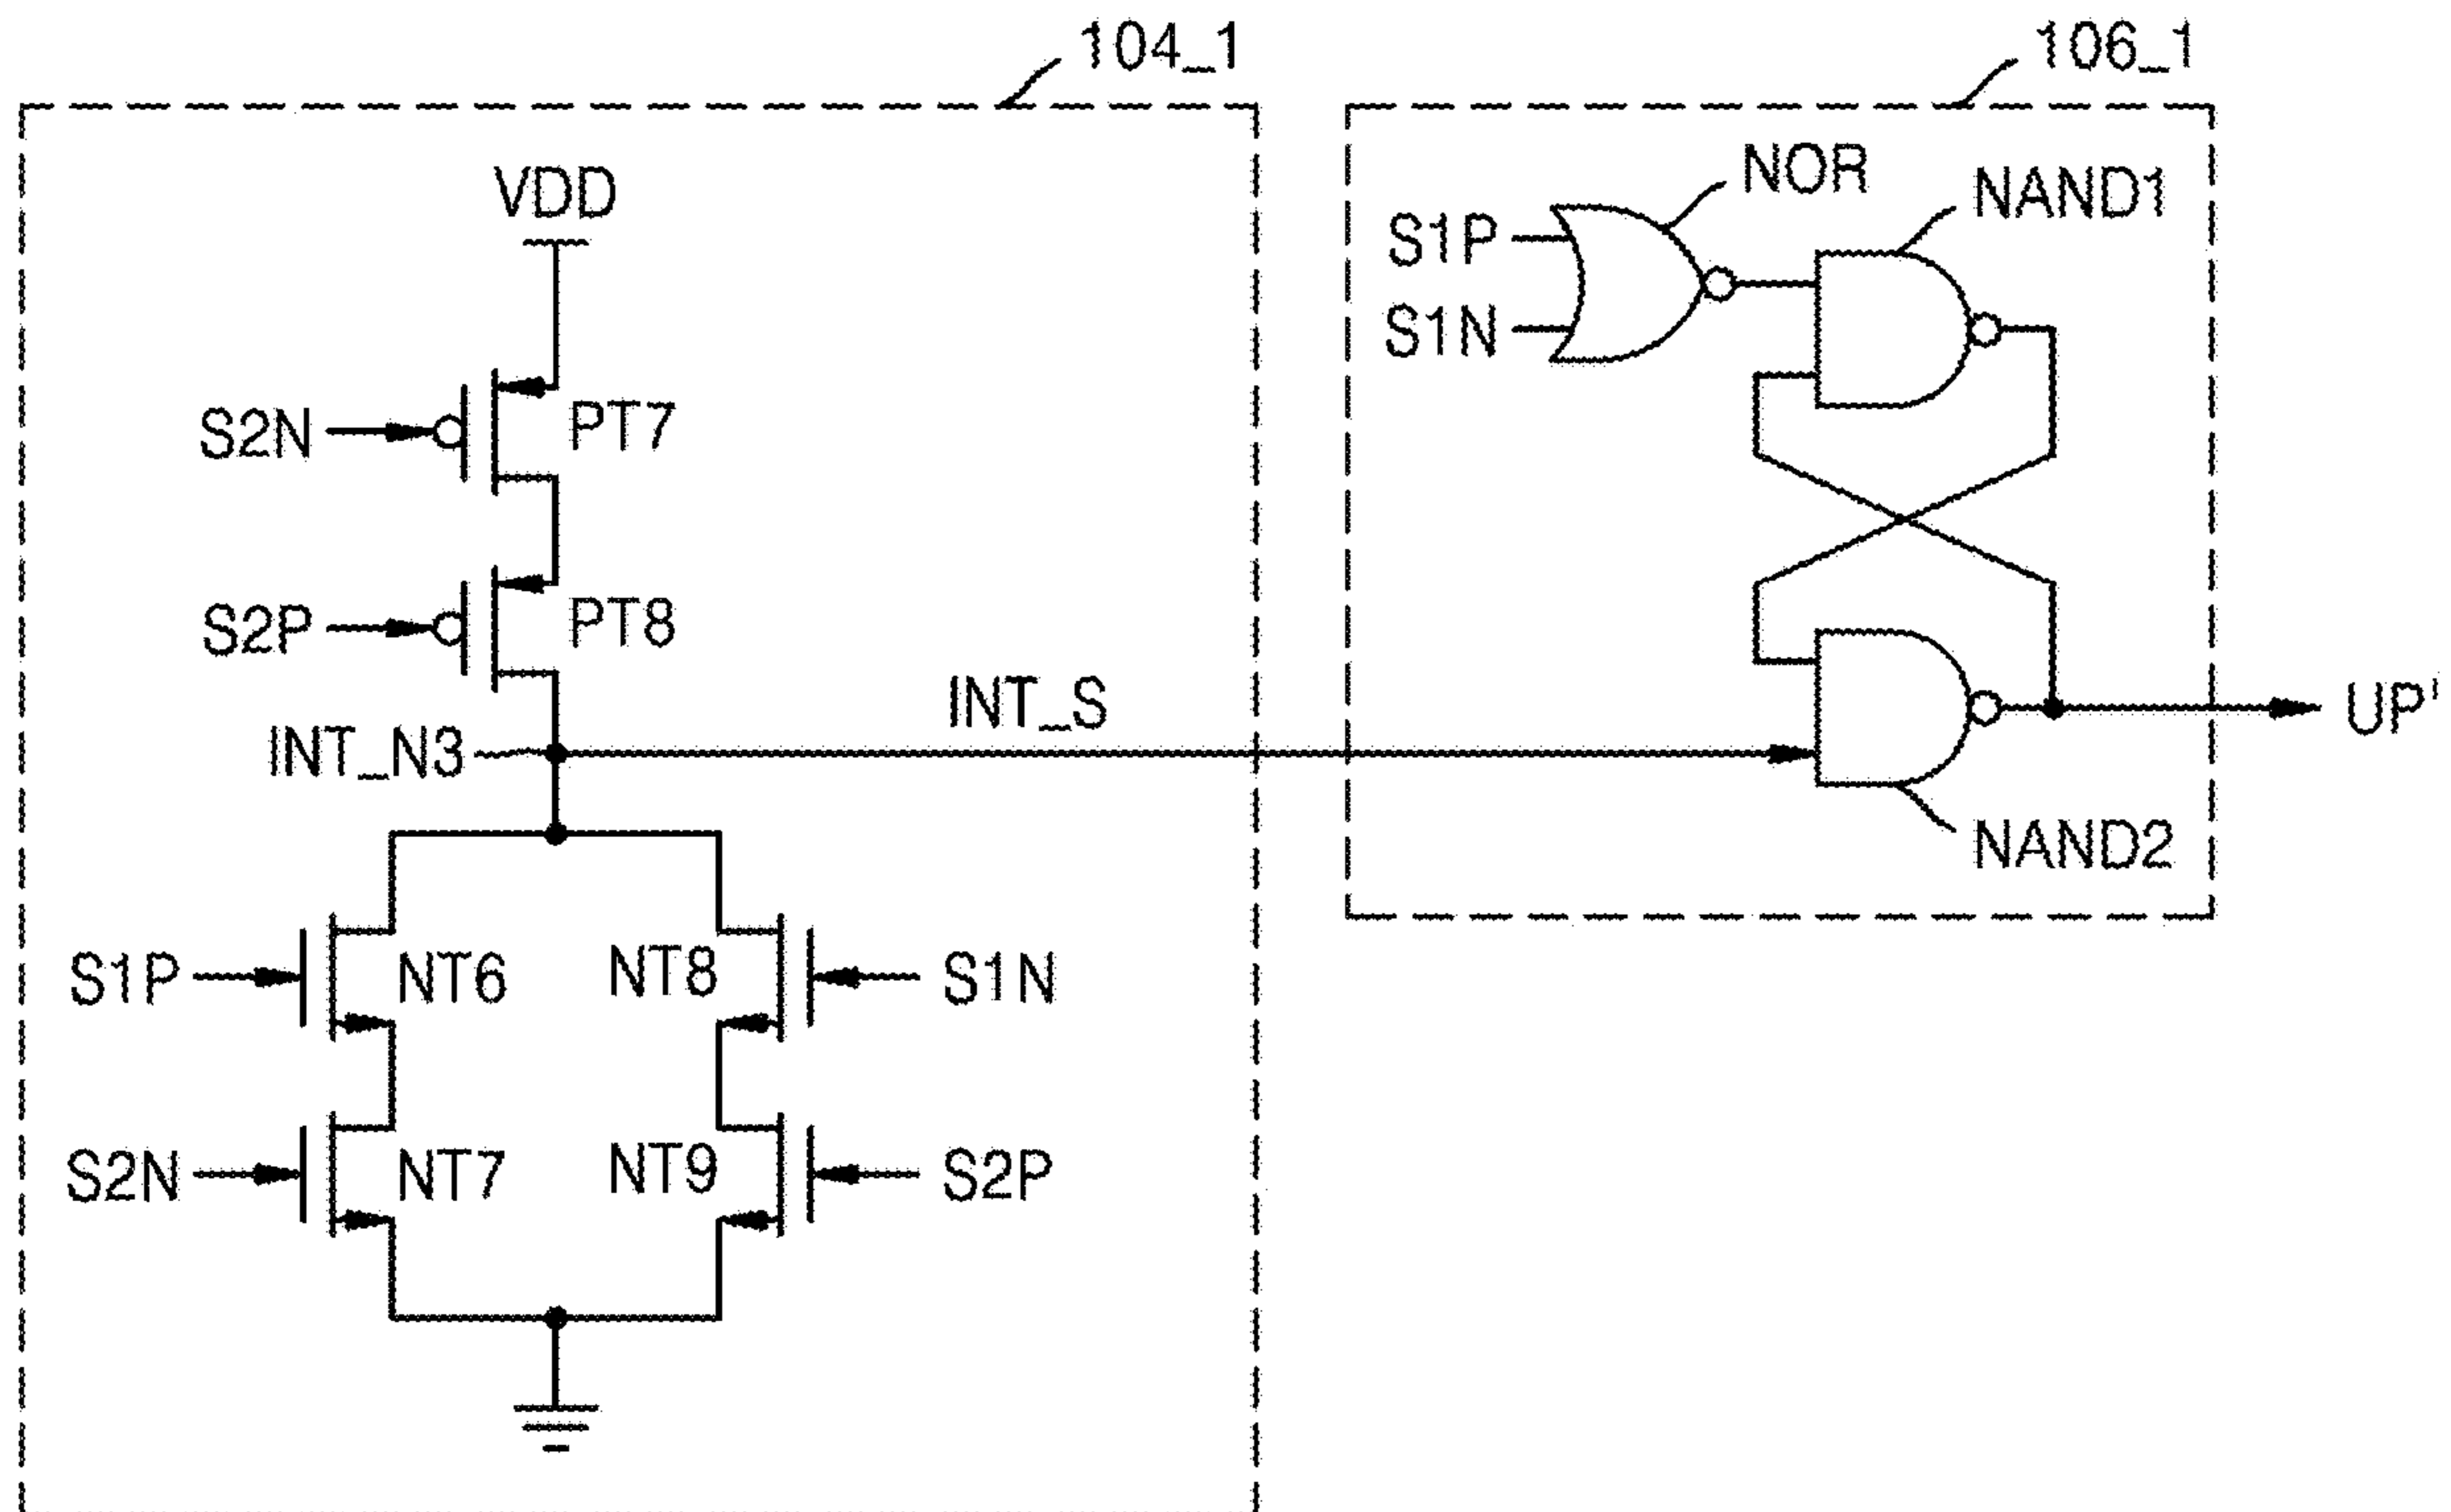 104_1
106_1
VDD
NOR
NAND1
S1P
S1N
S2N
PT7
S2P
PT8
INT_S
INT_N3
UP'
NAND2
S1P
NT6
NT8
S1N
S2N
NT7
NT9
S2P